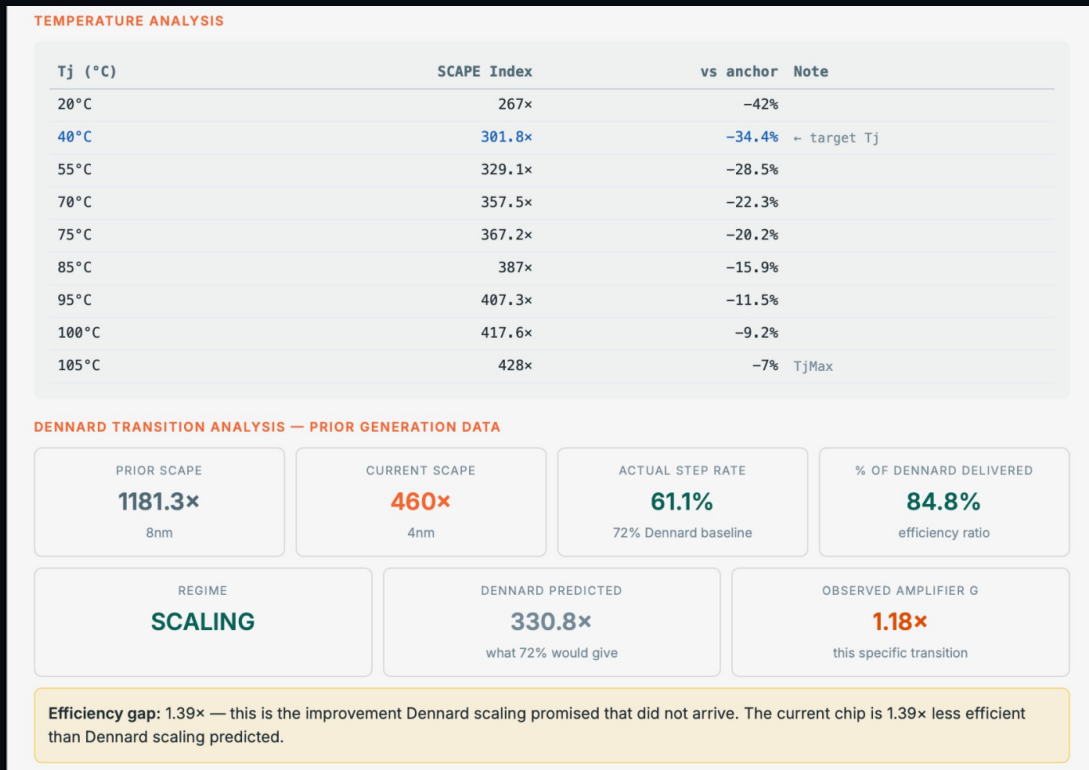 TEMPERATURE ANALYSIS
Tj (°C) SCAPE Index vs anchor Note
20°C 267× −42%
40°C 301.8× −34.4% ← target Tj
55°C 329.1× −28.5%
70°C 357.5× −22.3%
75°C 367.2× −20.2%
85°C 387× −15.9%
95°C 407.3× −11.5%
100°C 417.6× −9.2%
105°C 428× −7% TjMax
DENNARD TRANSITION ANALYSIS — PRIOR GENERATION DATA
PRIOR SCAPE
1181.3×
8nm
CURRENT SCAPE
460×
4nm
ACTUAL STEP RATE
61.1%
72% Dennard baseline
% OF DENNARD DELIVERED
84.8%
efficiency ratio
REGIME
SCALING
DENNARD PREDICTED
330.8×
what 72% would give
OBSERVED AMPLIFIER G
1.18×
this specific transition
Efficiency gap: 1.39× — this is the improvement Dennard scaling promised that did not arrive. The current chip is 1.39× less efficient
than Dennard scaling predicted.